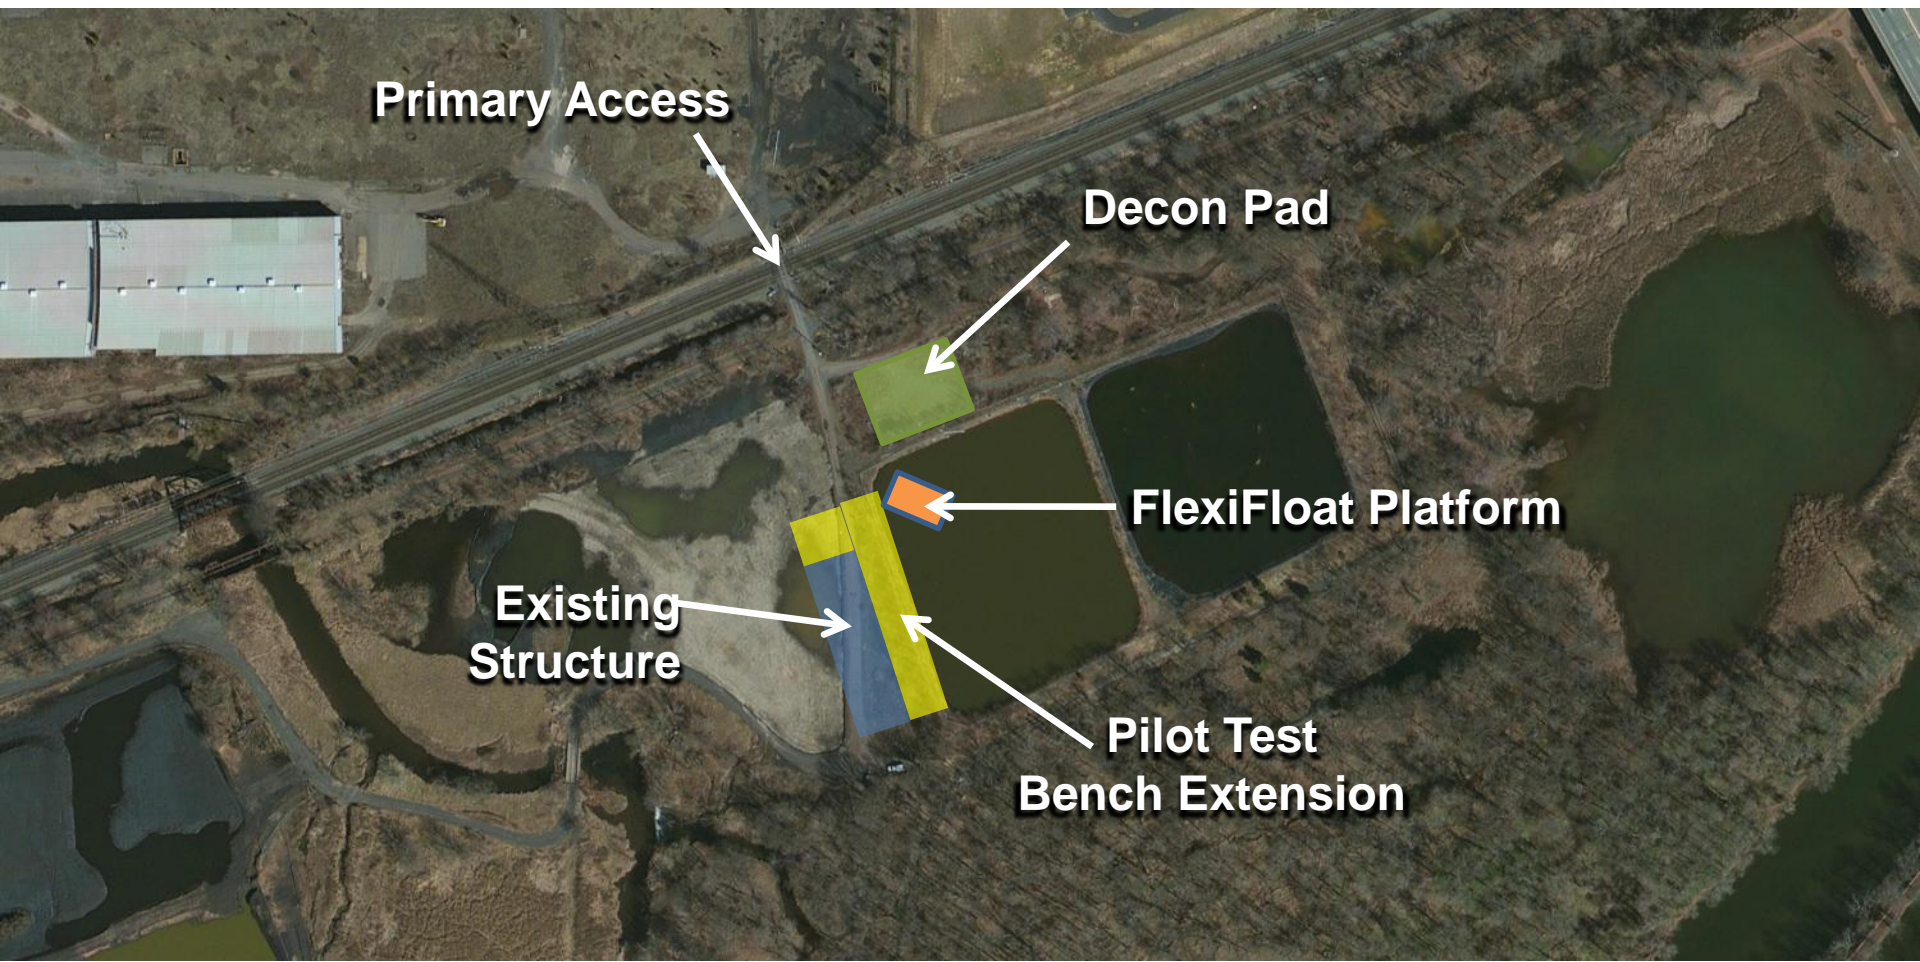 Primary Access
Decon Pad
FlexiFloat Platform
Existing
Structure
Pilot Test
Bench Extension